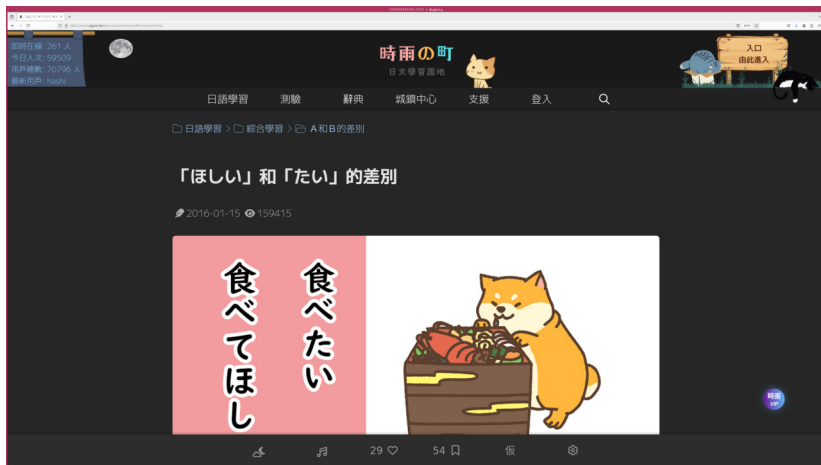 即時在線: 261 人
今日人次: 59509
用戶總數: 70796 人
最新用戶: hashi
時雨の町
日文學習園地
入口
由此進入
日語學習 測驗 辭典 城鎮中心 支援 登入
日語學習 > 綜合學習 > A和B的差別
「ほしい」和「たい」的差別
2016-01-15 159415
食べたい
食べてほし
時雨
VIP
29 54 仮